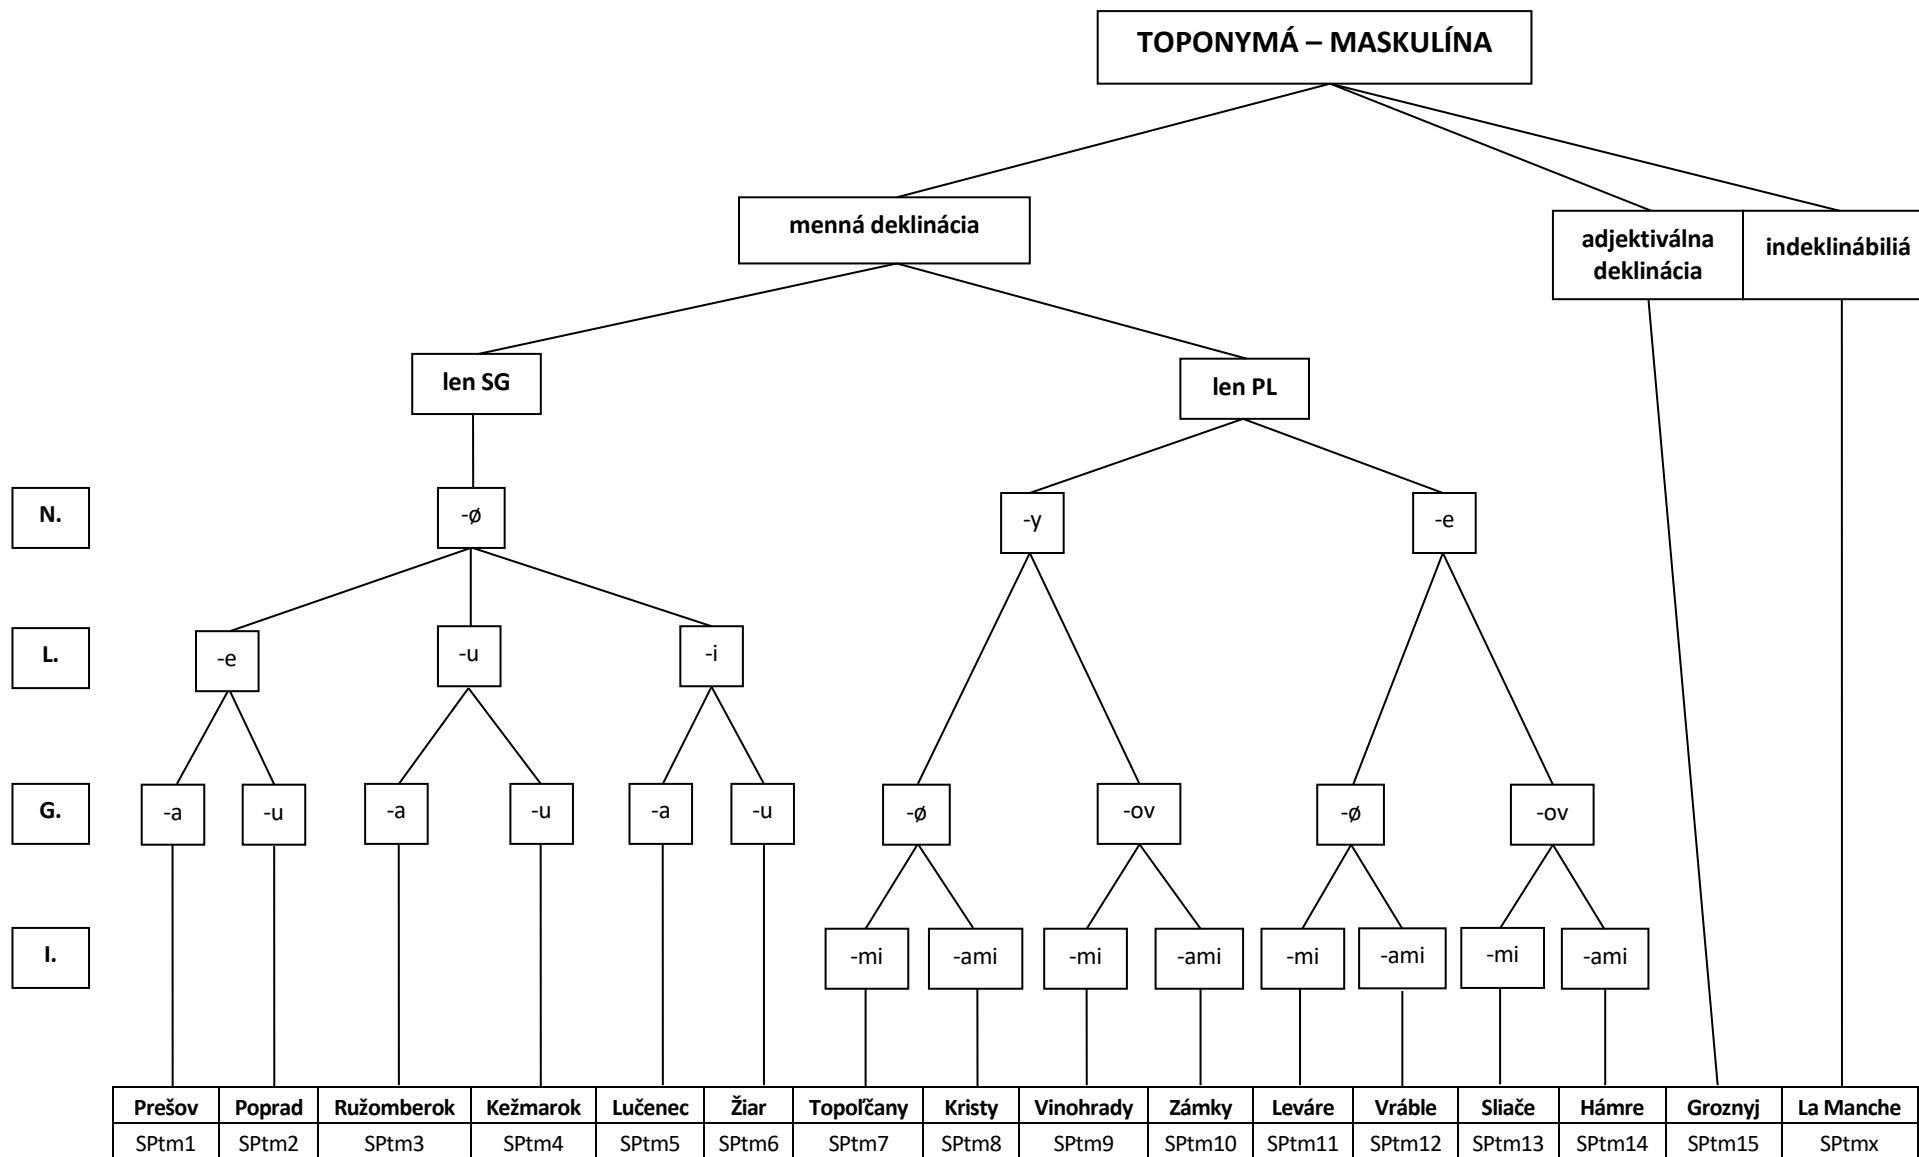 TOPONYMÁ – MASKULÍNA
menná deklinácia
adjektiválna
deklinácia
indeklinábiliá
len SG
len PL
N.
-ø
-y
-e
L.
-e
-u
-i
G.
-a
-u
-a
-u
-a
-u
-ø
-ov
-ø
-ov
I.
-mi
-ami
-mi
-ami
-mi
-ami
-mi
-ami
Prešov Poprad Ružomberok Kežmarok Lučenec Žiar Topoľčany Kristy Vinohrady Zámky Leváre Vráble Sliače Hámre Groznyj La Manche
SPtm1 SPtm2 SPtm3 SPtm4 SPtm5 SPtm6 SPtm7 SPtm8 SPtm9 SPtm10 SPtm11 SPtm12 SPtm13 SPtm14 SPtm15 SPtmx